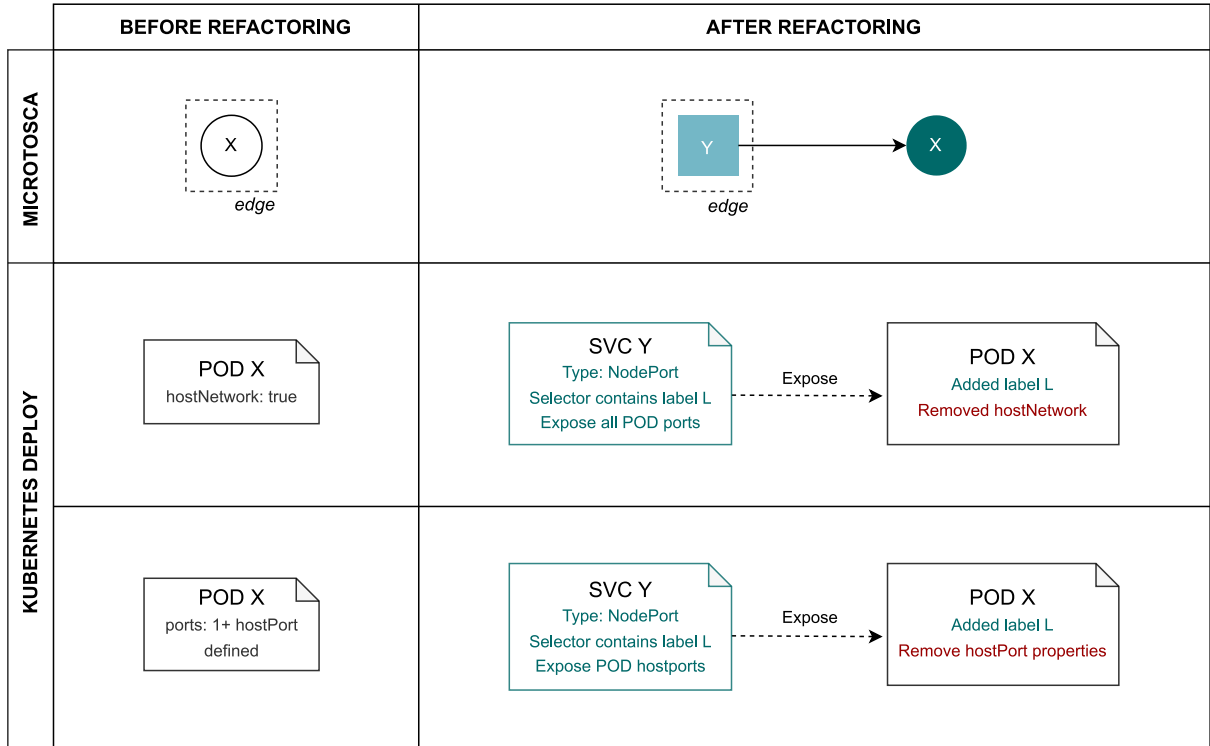 BEFORE REFACTORING
AFTER REFACTORING
MICROTOSCA
X
edge
Y
X
edge
KUBERNETES DEPLOY
POD X
hostNetwork: true
SVC Y
Type: NodePort
Selector contains label L
Expose all POD ports
Expose
POD X
Added label L
Removed hostNetwork
POD X
ports: 1+ hostPort
defined
SVC Y
Type: NodePort
Selector contains label L
Expose POD hostports
Expose
POD X
Added label L
Remove hostPort properties